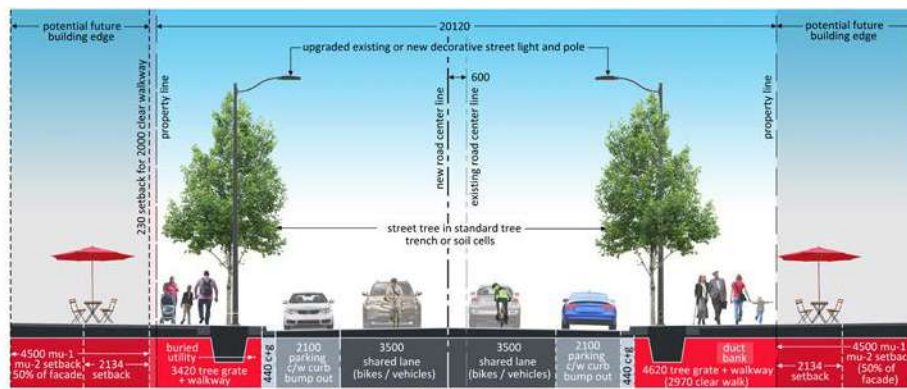 potential future
building edge
20120
potential future
building edge
upgraded existing or new decorative street light and pole
600
230 setback for 2000 clear walkway
property line
new road center line
existing road center line
property line
street tree in standard tree
trench or soil cells
4500 mu-1
mu-2 setback
50% of facade)
2134
setback
buried
utility
3420 tree grate
+ walkway
440 c+g
2100
parking
c/w curb
bump out
3500
shared lane
(bikes / vehicles)
3500
shared lane
(bikes / vehicles)
2100
parking
c/w curb
bump out
440 c+g
duct
bank
4620 tree grate + walkway
(2970 clear walk)
2134
setback
4500 mu-1
mu-2 setback
(50% of
facade)